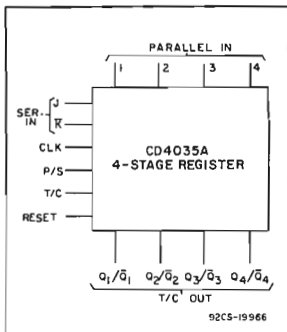 PARALLEL IN
1 2 3 4
SER-IN
J
K̅
CLK
P/S
T/C
RESET
CD4035A
4-STAGE REGISTER
Q₁/Q̅₁ Q₂/Q̅₂ Q₃/Q̅₃ Q₄/Q̅₄
T/C OUT
92CS-19966